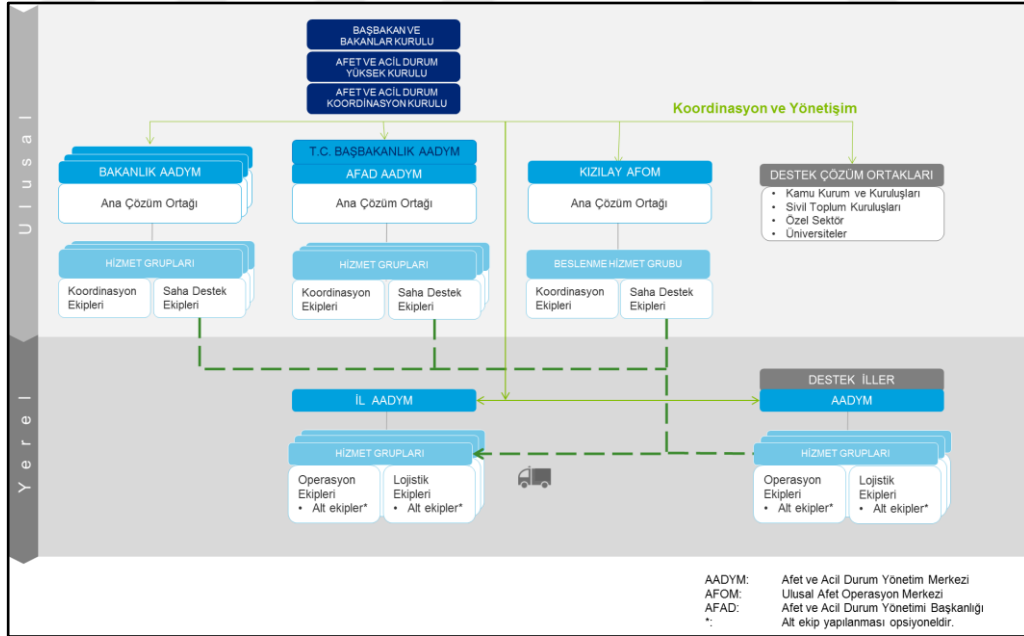 BAŞBAKAN VE
BAKANLAR KURULU
AFET VE ACİL DURUM
YÜKSEK KURULU
AFET VE ACİL DURUM
KOORDİNASYON KURULU
Koordinasyon ve Yönetişim
Ulusal
BAKANLIK AADYM
Ana Çözüm Ortağı
HİZMET GRUPLARI
Koordinasyon
Ekipleri
Saha Destek
Ekipleri
T.C. BAŞBAKANLIK AADYM
AFAD AADYM
Ana Çözüm Ortağı
HİZMET GRUPLARI
Koordinasyon
Ekipleri
Saha Destek
Ekipleri
KIZILAY AFOM
Ana Çözüm Ortağı
BESLENME HİZMET GRUBU
Koordinasyon
Ekipleri
Saha Destek
Ekipleri
DESTEK ÇÖZÜM ORTAKLARI
• Kamu Kurum ve Kuruluşları
• Sivil Toplum Kuruluşları
• Özel Sektör
• Üniversiteler
Yerel
İL AADYM
HİZMET GRUPLARI
Operasyon
Ekipleri
• Alt ekipler*
Lojistik
Ekipleri
• Alt ekipler*
DESTEK İLLER
AADYM
HİZMET GRUPLARI
Operasyon
Ekipleri
• Alt ekipler*
Lojistik
Ekipleri
• Alt ekipler*
AADYM: Afet ve Acil Durum Yönetim Merkezi
AFOM: Ulusal Afet Operasyon Merkezi
AFAD: Afet ve Acil Durum Yönetimi Başkanlığı
*: Alt ekip yapılanması opsiyoneldir.